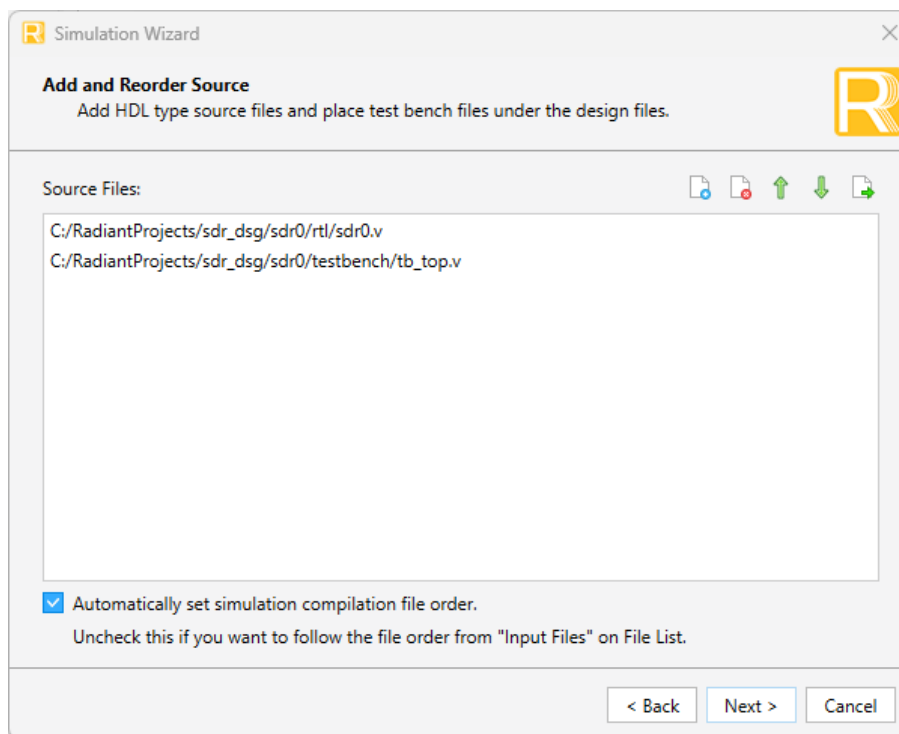 Simulation Wizard
Add and Reorder Source
Add HDL type source files and place test bench files under the design files.
Source Files:
C:/RadiantProjects/sdr_dsg/sdr0/rtl/sdr0.v
C:/RadiantProjects/sdr_dsg/sdr0/testbench/tb_top.v
Automatically set simulation compilation file order.
Uncheck this if you want to follow the file order from "Input Files" on File List.
< Back Next > Cancel